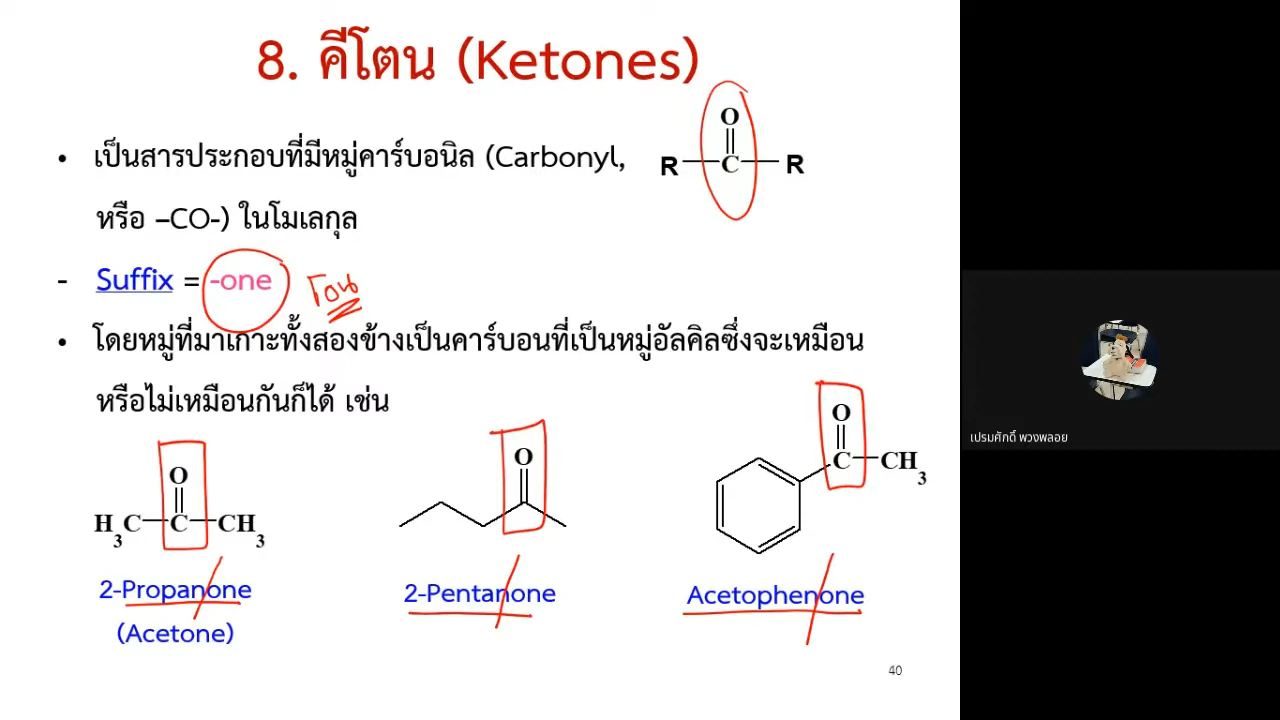 8. คีโตน (Ketones)
• เป็นสารประกอบที่มีหมู่คาร์บอนิล (Carbonyl,
หรือ –CO-) ในโมเลกุล
O
R C R
- Suffix = -one โอน
• โดยหมู่ที่มาเกาะทั้งสองข้างเป็นคาร์บอนที่เป็นหมู่อัลคิลซึ่งจะเหมือน
หรือไม่เหมือนกันก็ได้ เช่น
O
H3C C CH3
2-Propanone
(Acetone)
O
2-Pentanone
O
C CH3
Acetophenone
40
เปรมศักดิ์ พวงพลอย